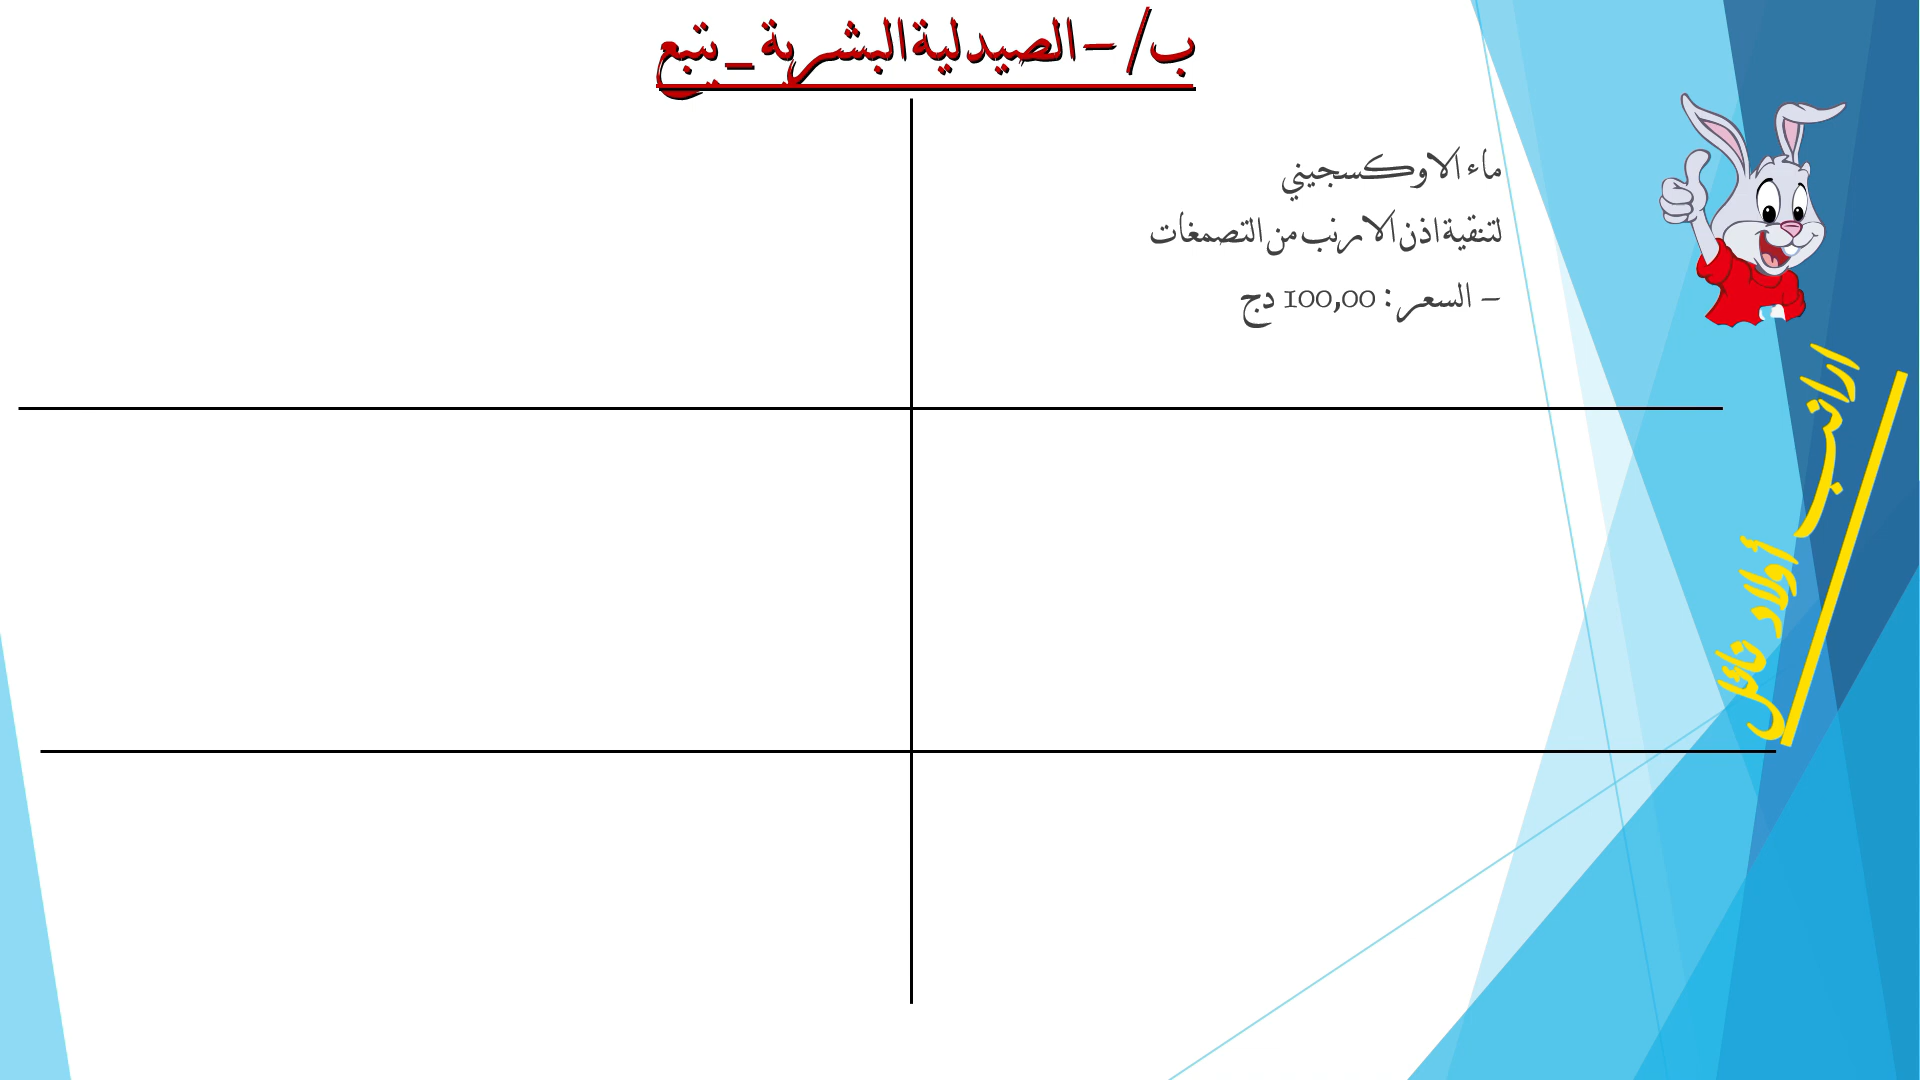 ب/- الصيدلية البشرية _ يتبع
ماء الاوكسجيني
لتنقية اذن الارنب من التصمغات
- السعر : 100,00 دج
ارانب أولاد نائل